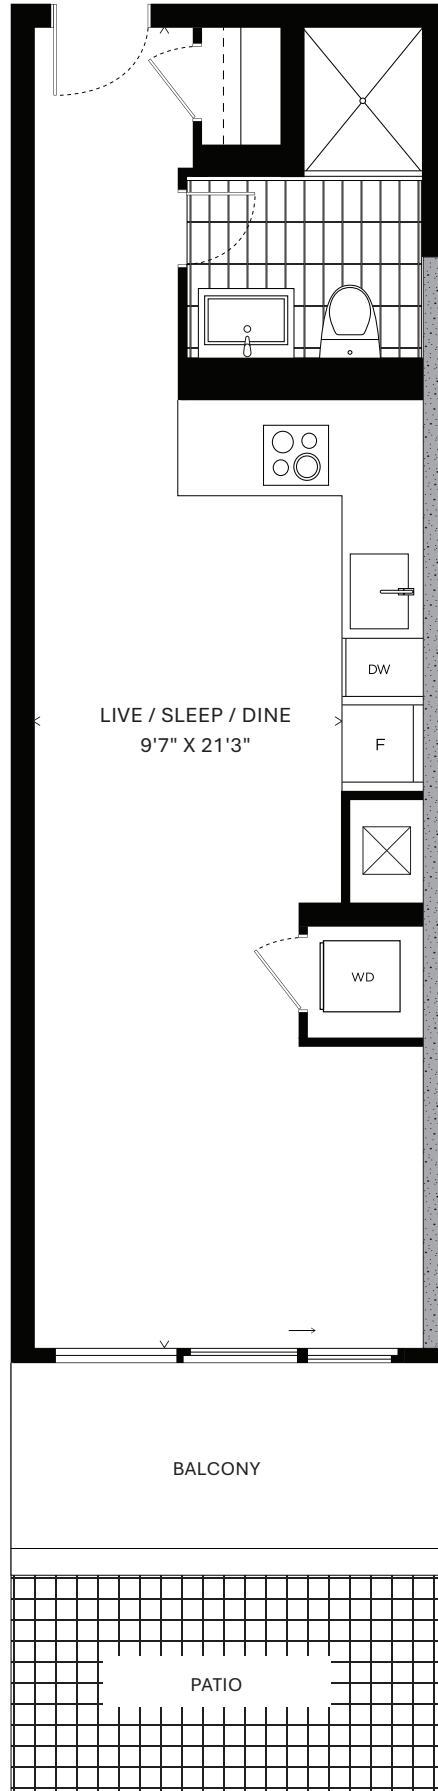 DW
LIVE / SLEEP / DINE
9'7" X 21'3"
F
WD
BALCONY
PATIO